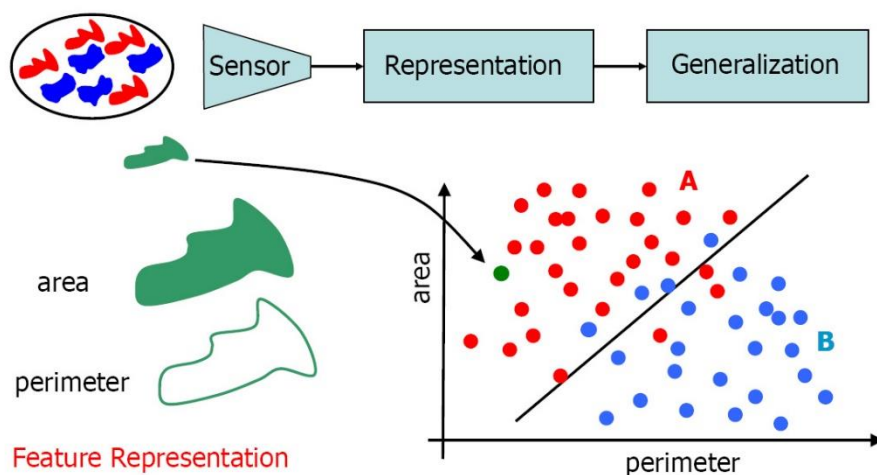 Sensor
Representation
Generalization
A
area
area
B
perimeter
perimeter
Feature Representation